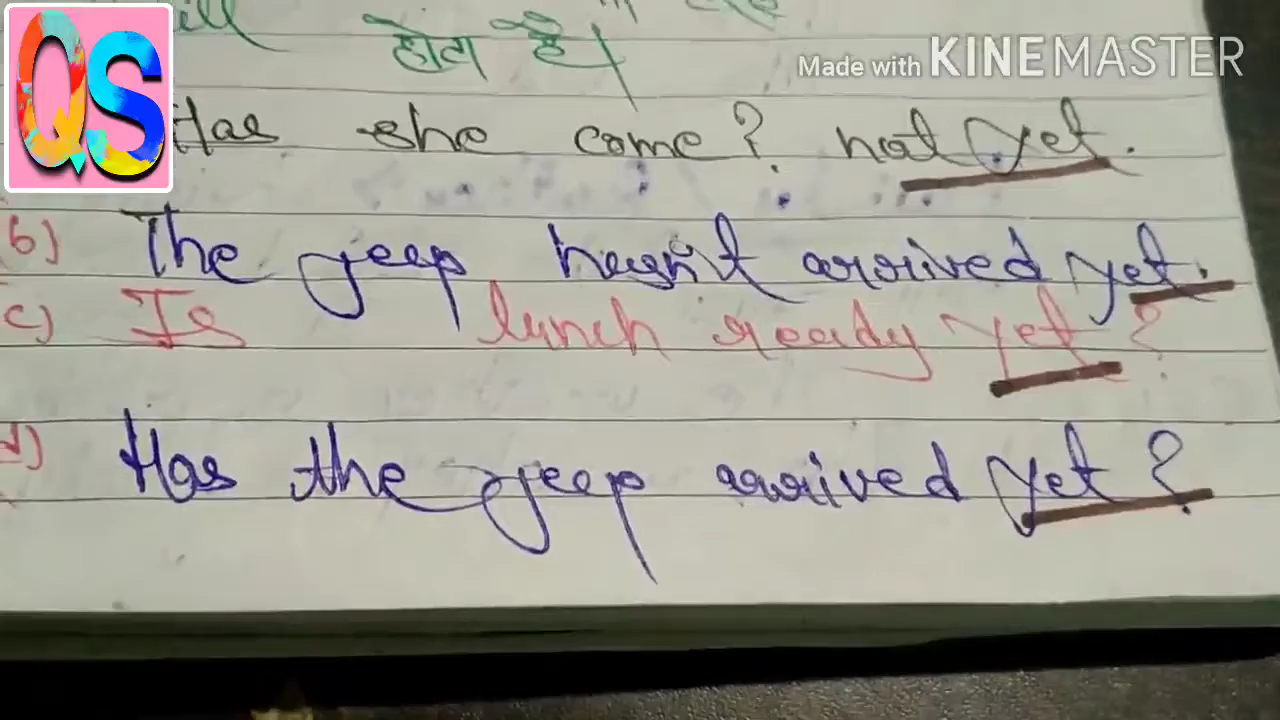 ill
होता है।
QS
Made with KINEMASTER
Has she come? not yet.
(b) The jeep hasn't arrived yet.
(c) Is lunch ready yet?
(d) Has the jeep arrived yet?